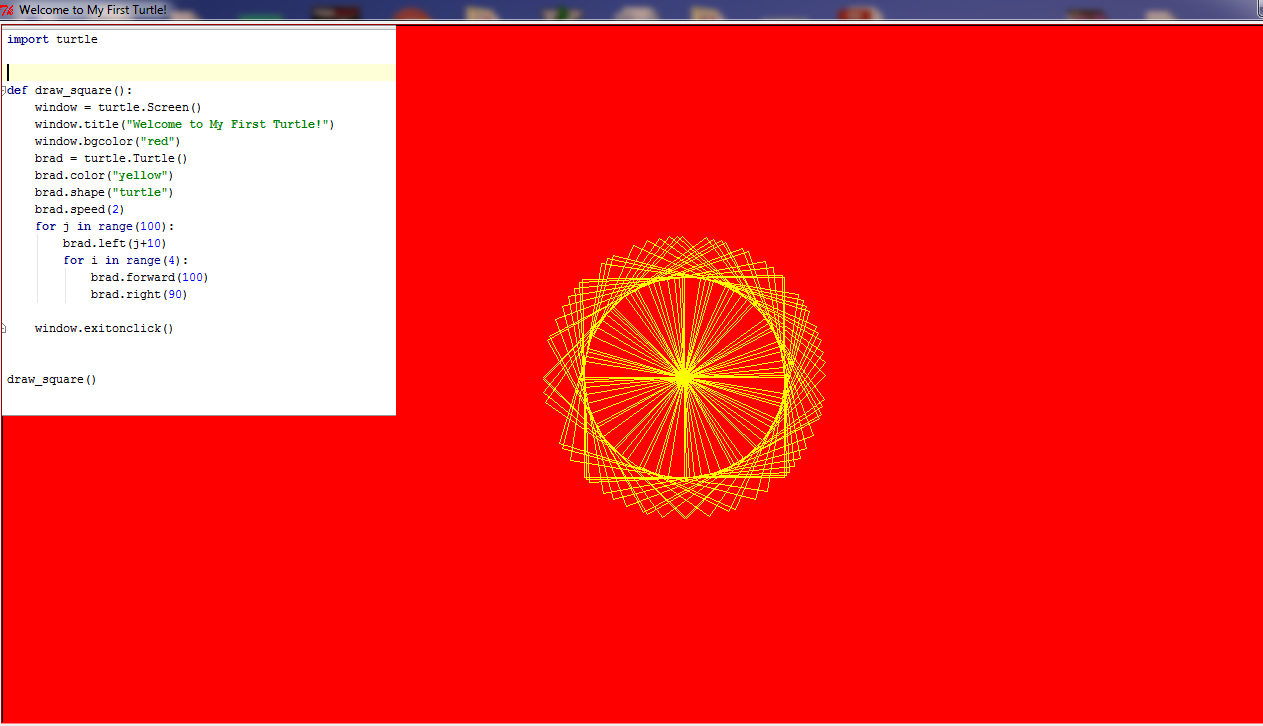 Welcome to My First Turtle!
import turtle
def draw_square():
    window = turtle.Screen()
    window.title("Welcome to My First Turtle!")
    window.bgcolor("red")
    brad = turtle.Turtle()
    brad.color("yellow")
    brad.shape("turtle")
    brad.speed(2)
    for j in range(100):
        brad.left(j+10)
        for i in range(4):
            brad.forward(100)
            brad.right(90)
    window.exitonclick()
draw_square()